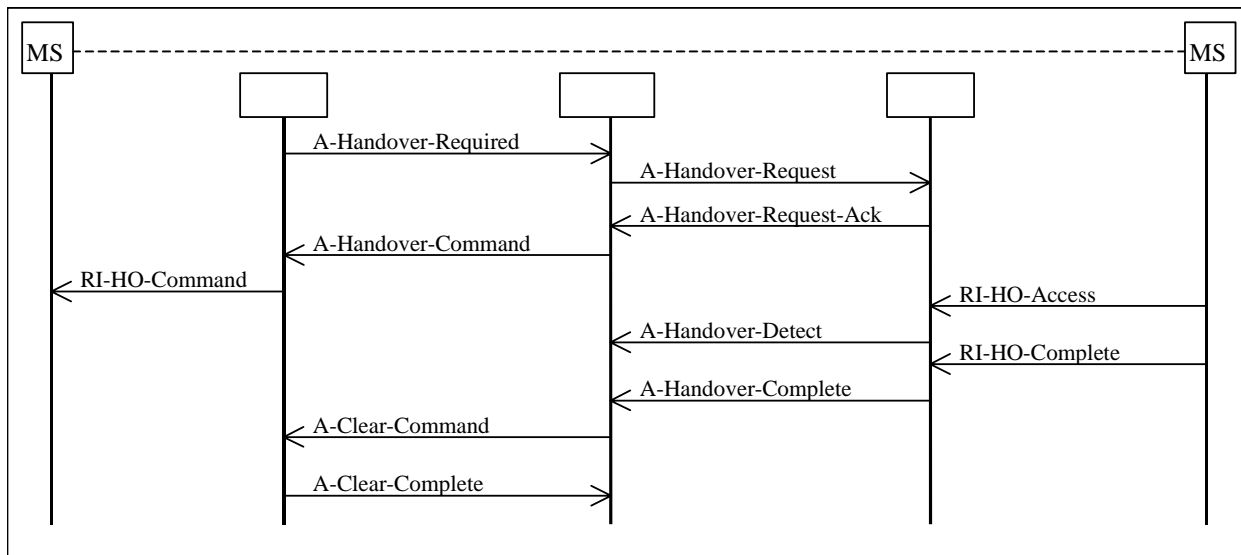 MS
MS
A-Handover-Required
A-Handover-Request
A-Handover-Request-Ack
A-Handover-Command
RI-HO-Command
RI-HO-Access
A-Handover-Detect
RI-HO-Complete
A-Handover-Complete
A-Clear-Command
A-Clear-Complete